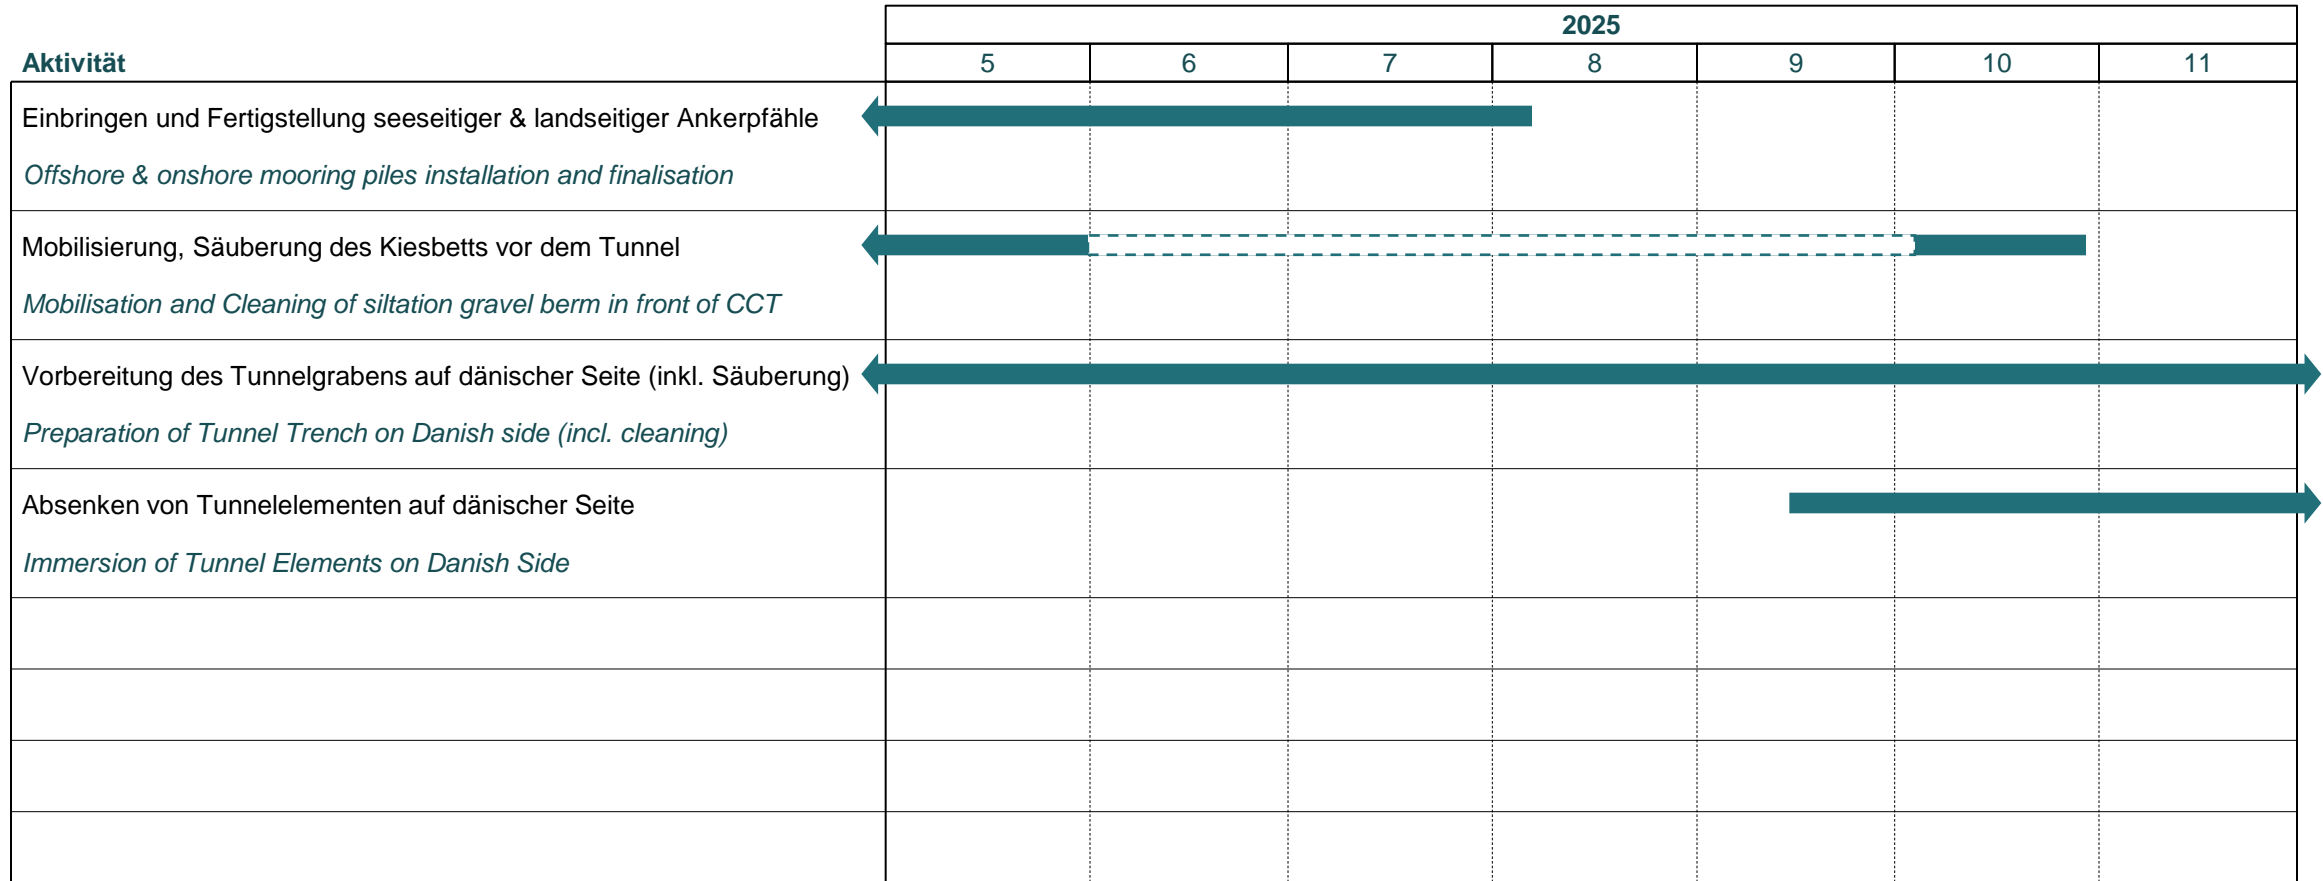 2025
Aktivität 5 6 7 8 9 10 11
Einbringen und Fertigstellung seeseitiger & landseitiger Ankerpfähle
Offshore & onshore mooring piles installation and finalisation
Mobilisierung, Säuberung des Kiesbetts vor dem Tunnel
Mobilisation and Cleaning of siltation gravel berm in front of CCT
Vorbereitung des Tunnelgrabens auf dänischer Seite (inkl. Säuberung)
Preparation of Tunnel Trench on Danish side (incl. cleaning)
Absenken von Tunnelelementen auf dänischer Seite
Immersion of Tunnel Elements on Danish Side